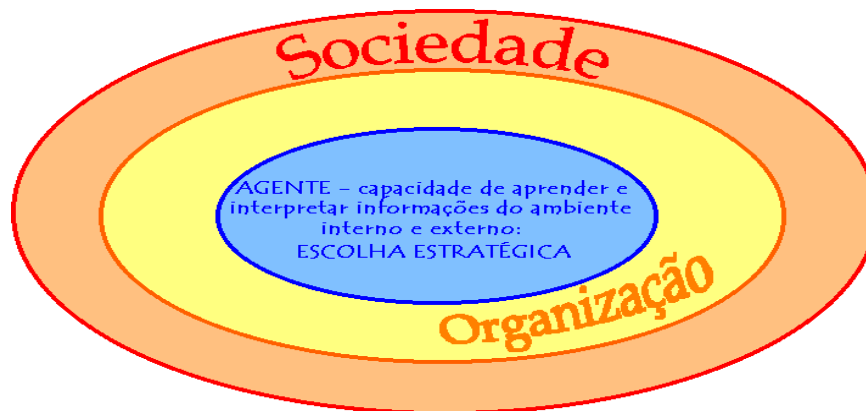 Sociedade
AGENTE – capacidade de aprender e
interpretar informações do ambiente
interno e externo:
ESCOLHA ESTRATÉGICA
Organização